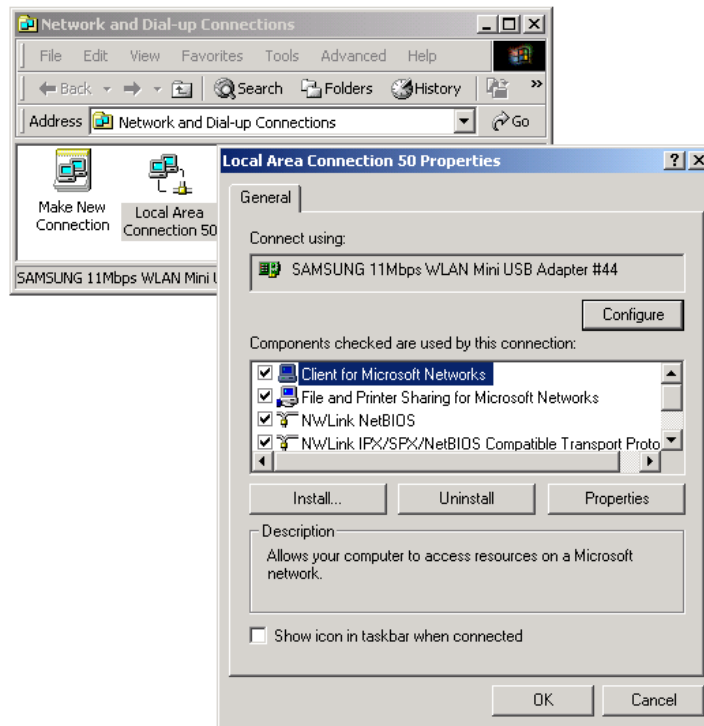 Network and Dial-up Connections
File Edit View Favorites Tools Advanced Help
Back Search Folders History »
Address Network and Dial-up Connections Go
Make New
Connection
Local Area
Connection 50
SAMSUNG 11Mbps WLAN Mini
Local Area Connection 50 Properties
General
Connect using:
SAMSUNG 11Mbps WLAN Mini USB Adapter #44
Configure
Components checked are used by this connection:
Client for Microsoft Networks
File and Printer Sharing for Microsoft Networks
NWLink NetBIOS
NWLink IPX/SPX/NetBIOS Compatible Transport Proto
Install... Uninstall Properties
Description
Allows your computer to access resources on a Microsoft
network.
Show icon in taskbar when connected
OK Cancel